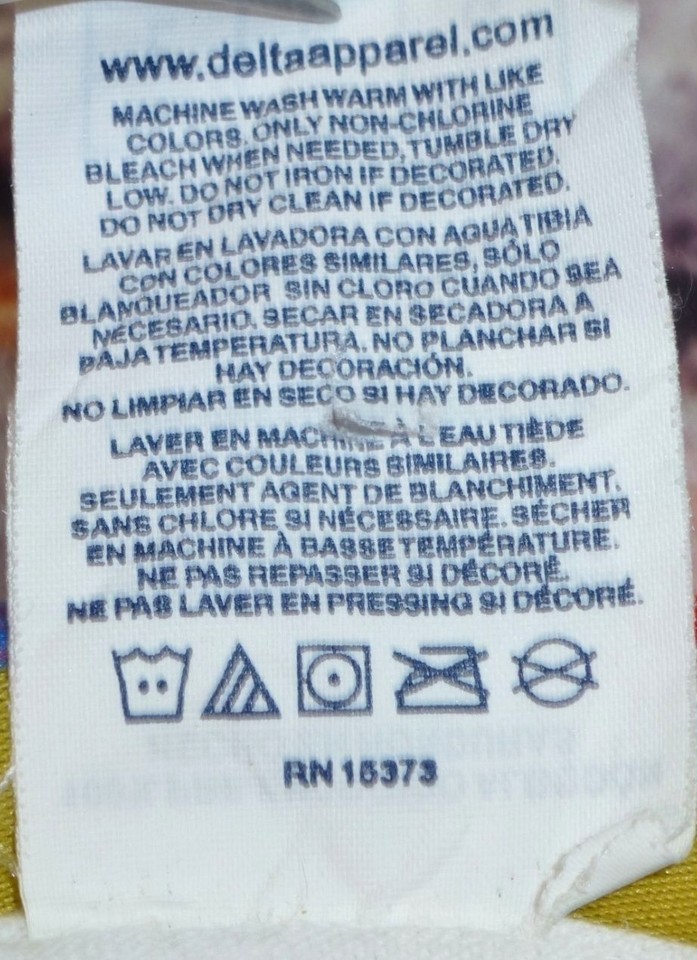 www.deltaapparel.com
MACHINE WASH WARM WITH LIKE
COLORS. ONLY NON-CHLORINE
BLEACH WHEN NEEDED, TUMBLE DRY
LOW. DO NOT IRON IF DECORATED.
DO NOT DRY CLEAN IF DECORATED.
LAVAR EN LAVADORA CON AQUA TIBIA
CON COLORES SIMILARES, SÓLO
BLANQUEADOR SIN CLORO CUANDO SEA
NECESARIO. SECAR EN SECADORA A
BAJA TEMPERATURA. NO PLANCHAR SI
HAY DECORACIÓN.
NO LIMPIAR EN SECO SI HAY DECORADO.
LAVER EN MACHINE À L'EAU TIÈDE
AVEC COULEURS SIMILAIRES.
SEULEMENT AGENT DE BLANCHIMENT.
SANS CHLORE SI NÉCESSAIRE. SÉCHER
EN MACHINE À BASSE TEMPÉRATURE.
NE PAS REPASSER SI DÉCORÉ.
NE PAS LAVER EN PRESSING SI DÉCORÉ.
RN 15373